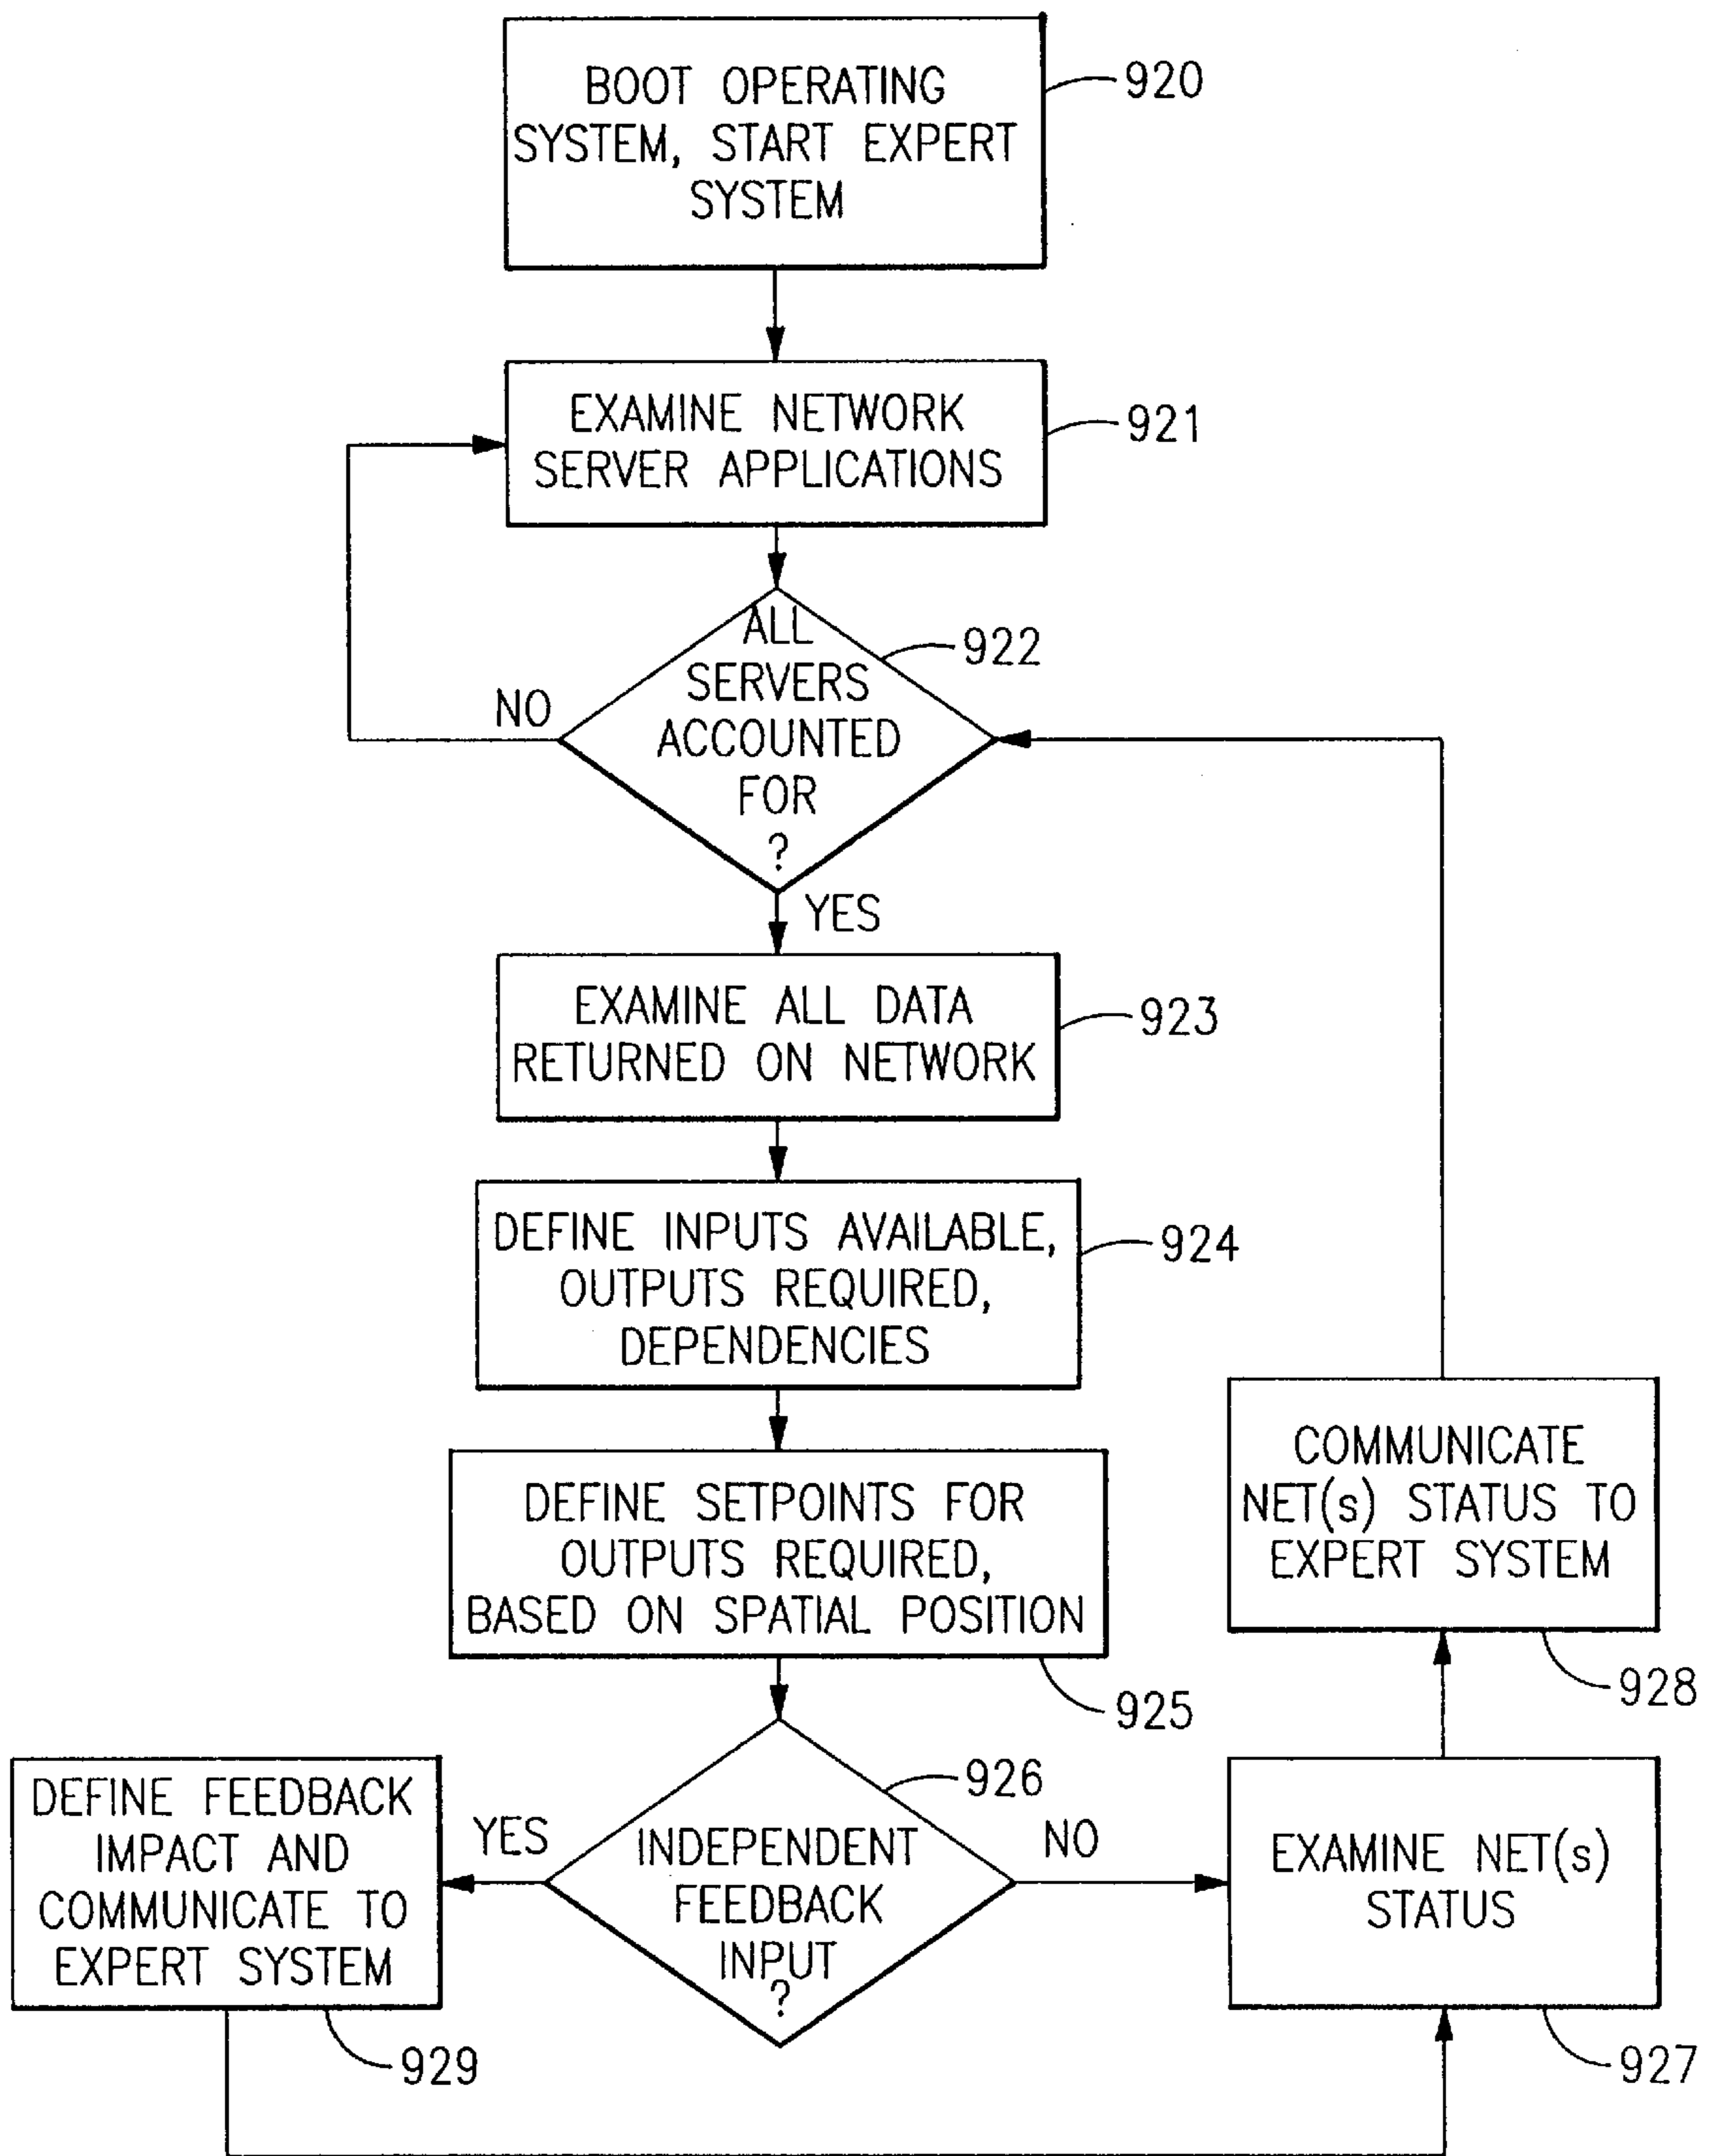 BOOT OPERATING
SYSTEM, START EXPERT
SYSTEM
920
EXAMINE NETWORK
SERVER APPLICATIONS
921
ALL
SERVERS
ACCOUNTED
FOR
?
922
NO
YES
EXAMINE ALL DATA
RETURNED ON NETWORK
923
DEFINE INPUTS AVAILABLE,
OUTPUTS REQUIRED,
DEPENDENCIES
924
DEFINE SETPOINTS FOR
OUTPUTS REQUIRED,
BASED ON SPATIAL POSITION
925
COMMUNICATE
NET(s) STATUS TO
EXPERT SYSTEM
928
DEFINE FEEDBACK
IMPACT AND
COMMUNICATE TO
EXPERT SYSTEM
929
YES
INDEPENDENT
FEEDBACK
INPUT
?
926
NO
EXAMINE NET(s)
STATUS
927